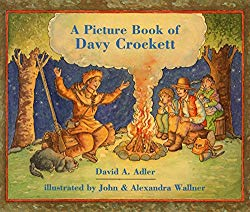 A Picture Book of
Davy Crockett
David A. Adler
illustrated by John & Alexandra Wallner